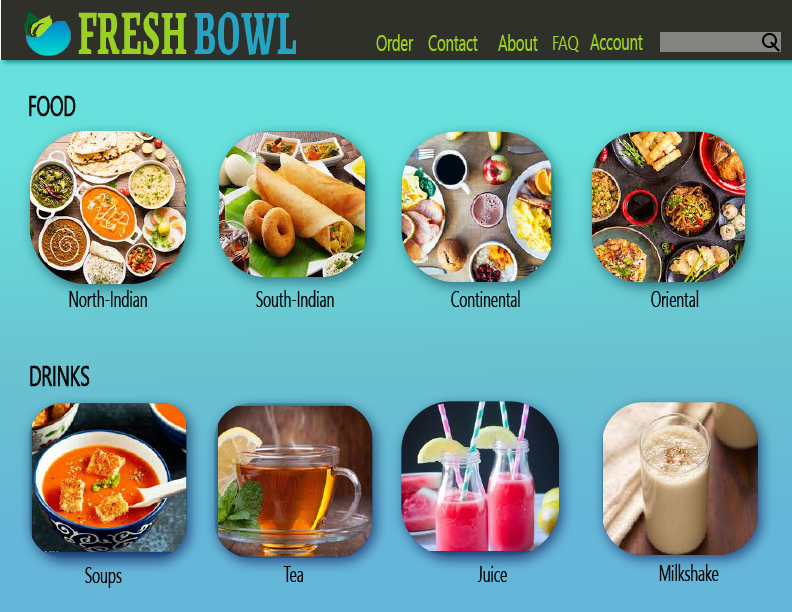 FRESH BOWL
Order Contact About FAQ Account
FOOD
North-Indian South-Indian Continental Oriental
DRINKS
Soups Tea Juice Milkshake